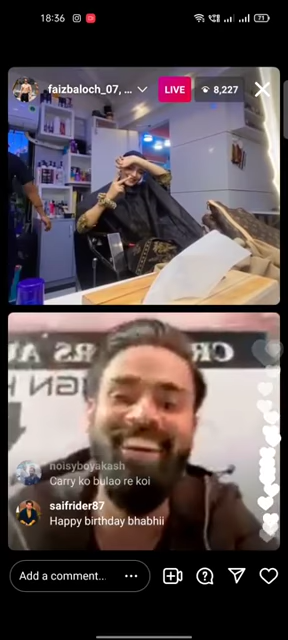 18:36
71
faizbaloch_07, ...
LIVE
8,227
noisyboyakash
Carry ko bulao re koi
saifrider87
Happy birthday bhabhii
Add a comment...